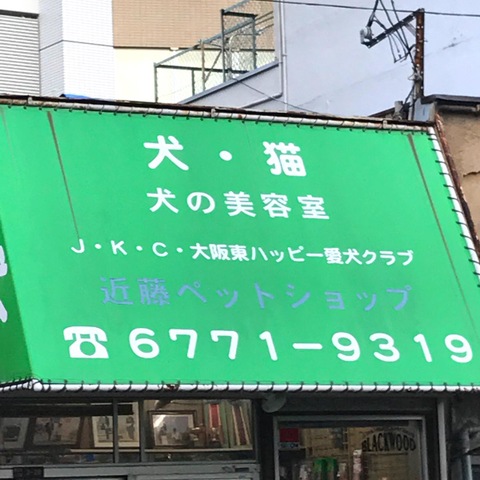 犬・猫
犬の美容室
J・K・C・大阪東ハッピー愛犬クラブ
近藤ペットショップ
☎6771-9319
BLACKWOOD